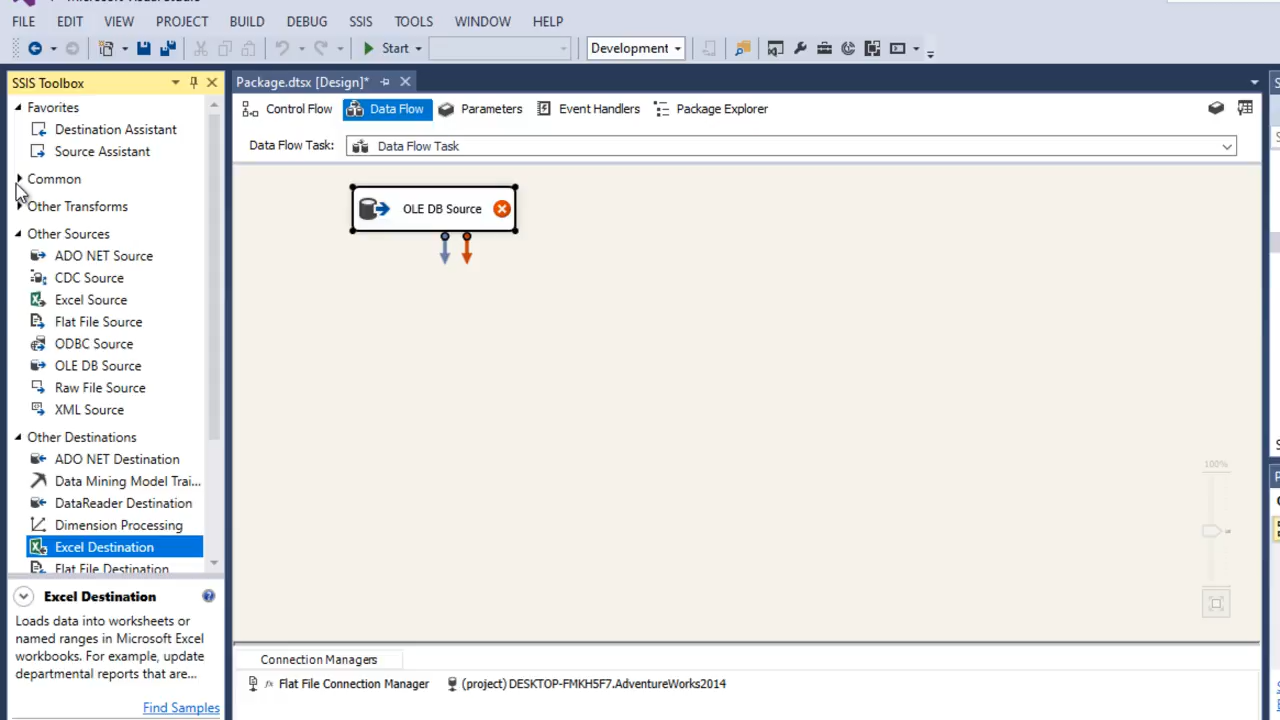 FILE EDIT VIEW PROJECT BUILD DEBUG SSIS TOOLS WINDOW HELP
Start Development
SSIS Toolbox
Package.dtsx [Design]*
Favorites
Destination Assistant
Source Assistant
Common
Other Transforms
Other Sources
ADO NET Source
CDC Source
Excel Source
Flat File Source
ODBC Source
OLE DB Source
Raw File Source
XML Source
Other Destinations
ADO NET Destination
Data Mining Model Trai...
DataReader Destination
Dimension Processing
Excel Destination
Flat File Destination
Excel Destination
Loads data into worksheets or
named ranges in Microsoft Excel
workbooks. For example, update
departmental reports that are...
Find Samples
Control Flow Data Flow Parameters Event Handlers Package Explorer
Data Flow Task: Data Flow Task
OLE DB Source
100%
Connection Managers
Flat File Connection Manager (project) DESKTOP-FMKH5F7.AdventureWorks2014